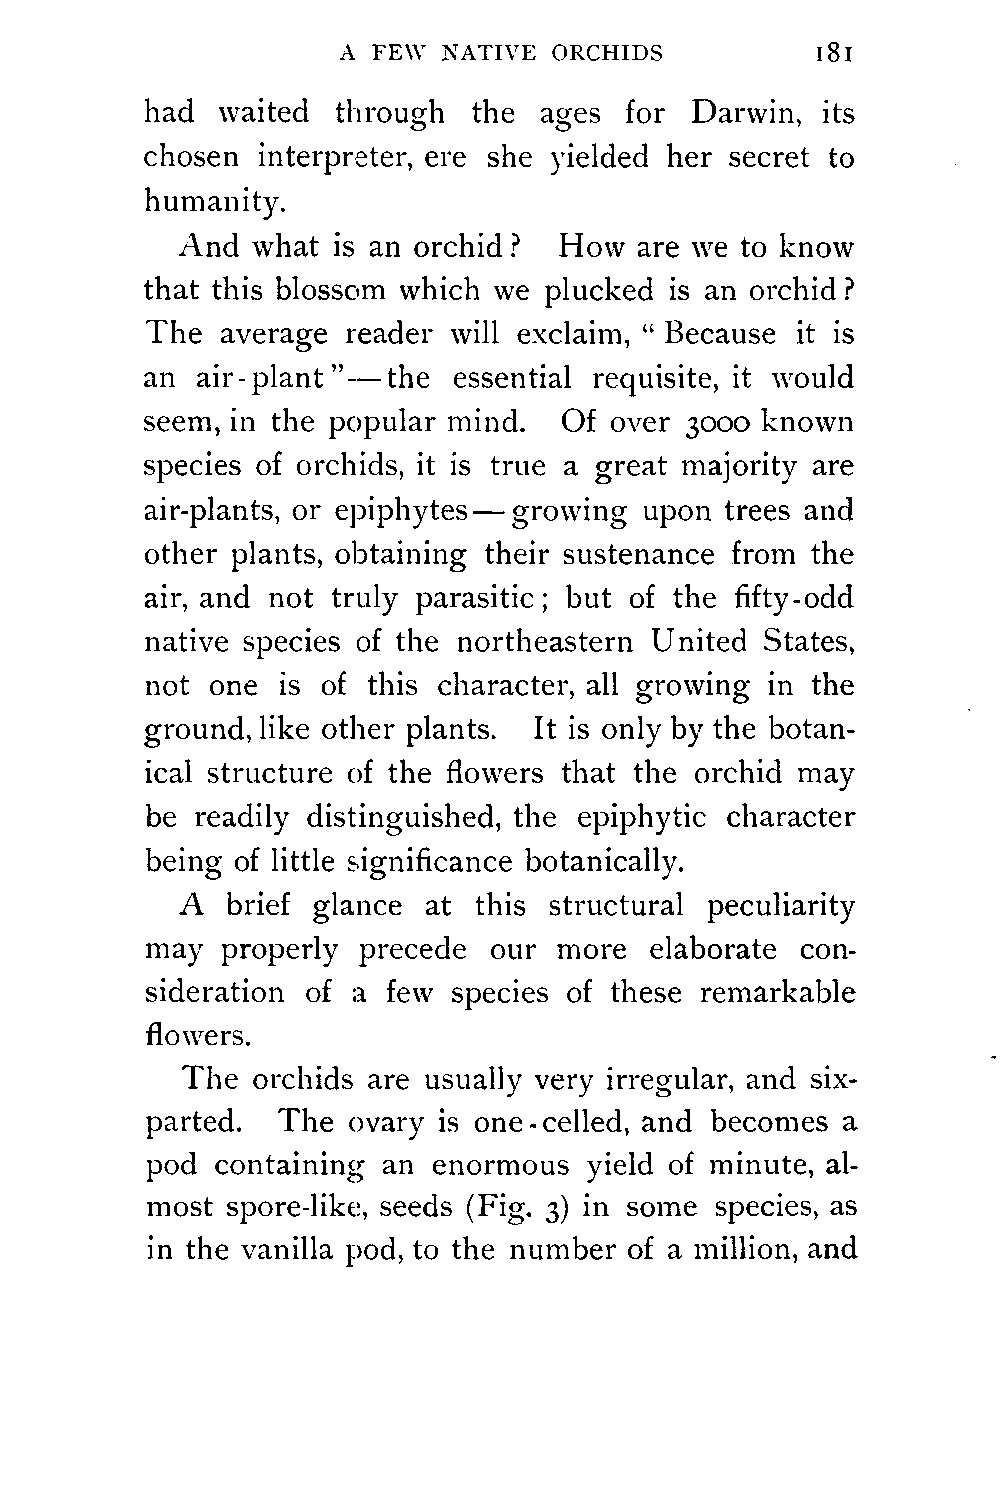 A FEW NATIVE ORCHIDS 181
had waited through the ages for Darwin, its
chosen interpreter, ere she yielded her secret to
humanity.
And what is an orchid? How are we to know
that this blossom which we plucked is an orchid?
The average reader will exclaim, “Because it is
an air-plant”—the essential requisite, it would
seem, in the popular mind. Of over 3000 known
species of orchids, it is true a great majority are
air-plants, or epiphytes—growing upon trees and
other plants, obtaining their sustenance from the
air, and not truly parasitic; but of the fifty-odd
native species of the northeastern United States,
not one is of this character, all growing in the
ground, like other plants. It is only by the botan-
ical structure of the flowers that the orchid may
be readily distinguished, the epiphytic character
being of little significance botanically.
A brief glance at this structural peculiarity
may properly precede our more elaborate con-
sideration of a few species of these remarkable
flowers.
The orchids are usually very irregular, and six-
parted. The ovary is one-celled, and becomes a
pod containing an enormous yield of minute, al-
most spore-like, seeds (Fig. 3) in some species, as
in the vanilla pod, to the number of a million, and